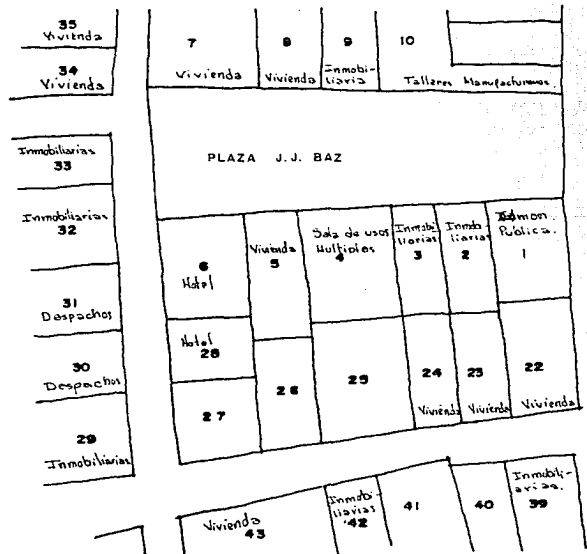 35
Vivienda
34
Vivienda
7
Vivienda
8
Vivienda
9
Inmobi-
liaria
10
Talleres Manufactureros
PLAZA J.J. BAZ
Inmobiliarias
33
Inmobiliarias
32
31
Despachos
30
Despachos
29
Inmobiliarias
6
Hotel
Vivienda
5
Sala de usos
Multiples
4
Inmobi-
liarias
3
Inmob-
iliarias
2
Admon
Publica.
1
Hotel
28
27
26
25
24
Vivienda
23
Vivienda
22
Vivienda
Vivienda
43
Inmobi-
liarias
42
41
40
Inmobili-
arias.
39